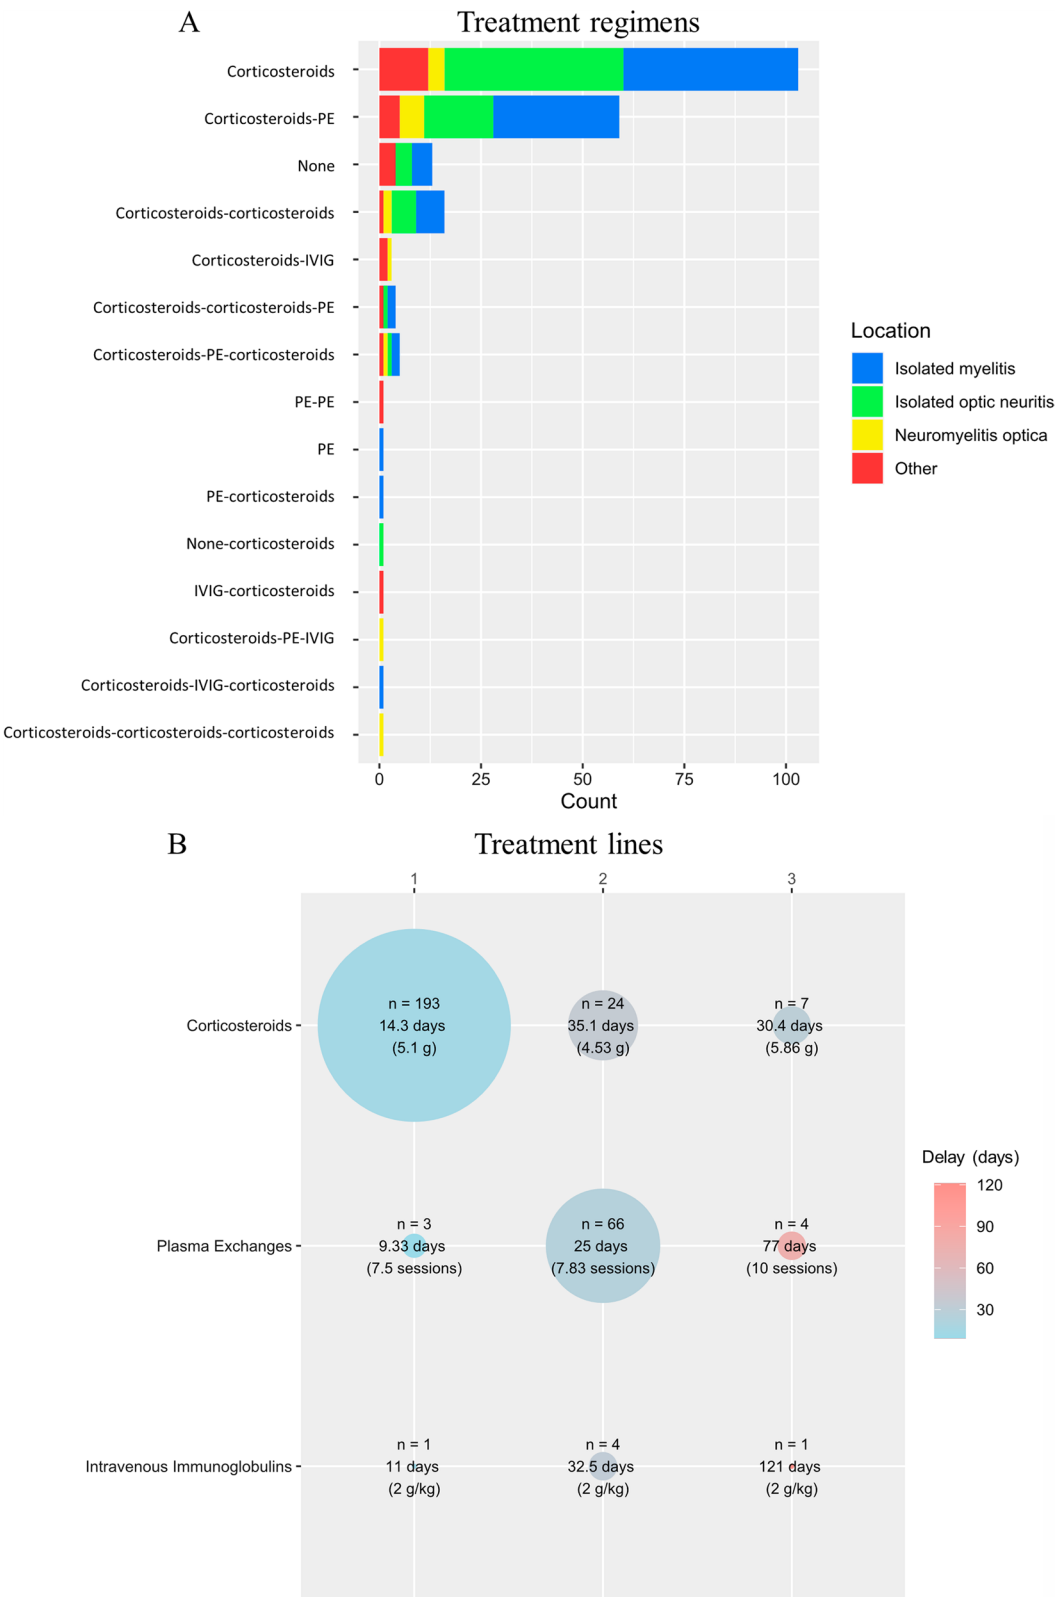 A
Treatment regimens
Corticosteroids
Corticosteroids-PE
None
Corticosteroids-corticosteroids
Corticosteroids-IVIG
Corticosteroids-corticosteroids-PE
Corticosteroids-PE-corticosteroids
PE-PE
PE
PE-corticosteroids
None-corticosteroids
IVIG-corticosteroids
Corticosteroids-PE-IVIG
Corticosteroids-IVIG-corticosteroids
Corticosteroids-corticosteroids-corticosteroids
0 25 50 75 100
Count
Location
Isolated myelitis
Isolated optic neuritis
Neuromyelitis optica
Other
B
Treatment lines
1 2 3
Corticosteroids
n = 193
14.3 days
(5.1 g)
n = 24
35.1 days
(4.53 g)
n = 7
30.4 days
(5.86 g)
Plasma Exchanges
n = 3
9.33 days
(7.5 sessions)
n = 66
25 days
(7.83 sessions)
n = 4
77 days
(10 sessions)
Intravenous Immunoglobulins
n = 1
11 days
(2 g/kg)
n = 4
32.5 days
(2 g/kg)
n = 1
121 days
(2 g/kg)
Delay (days)
120
90
60
30